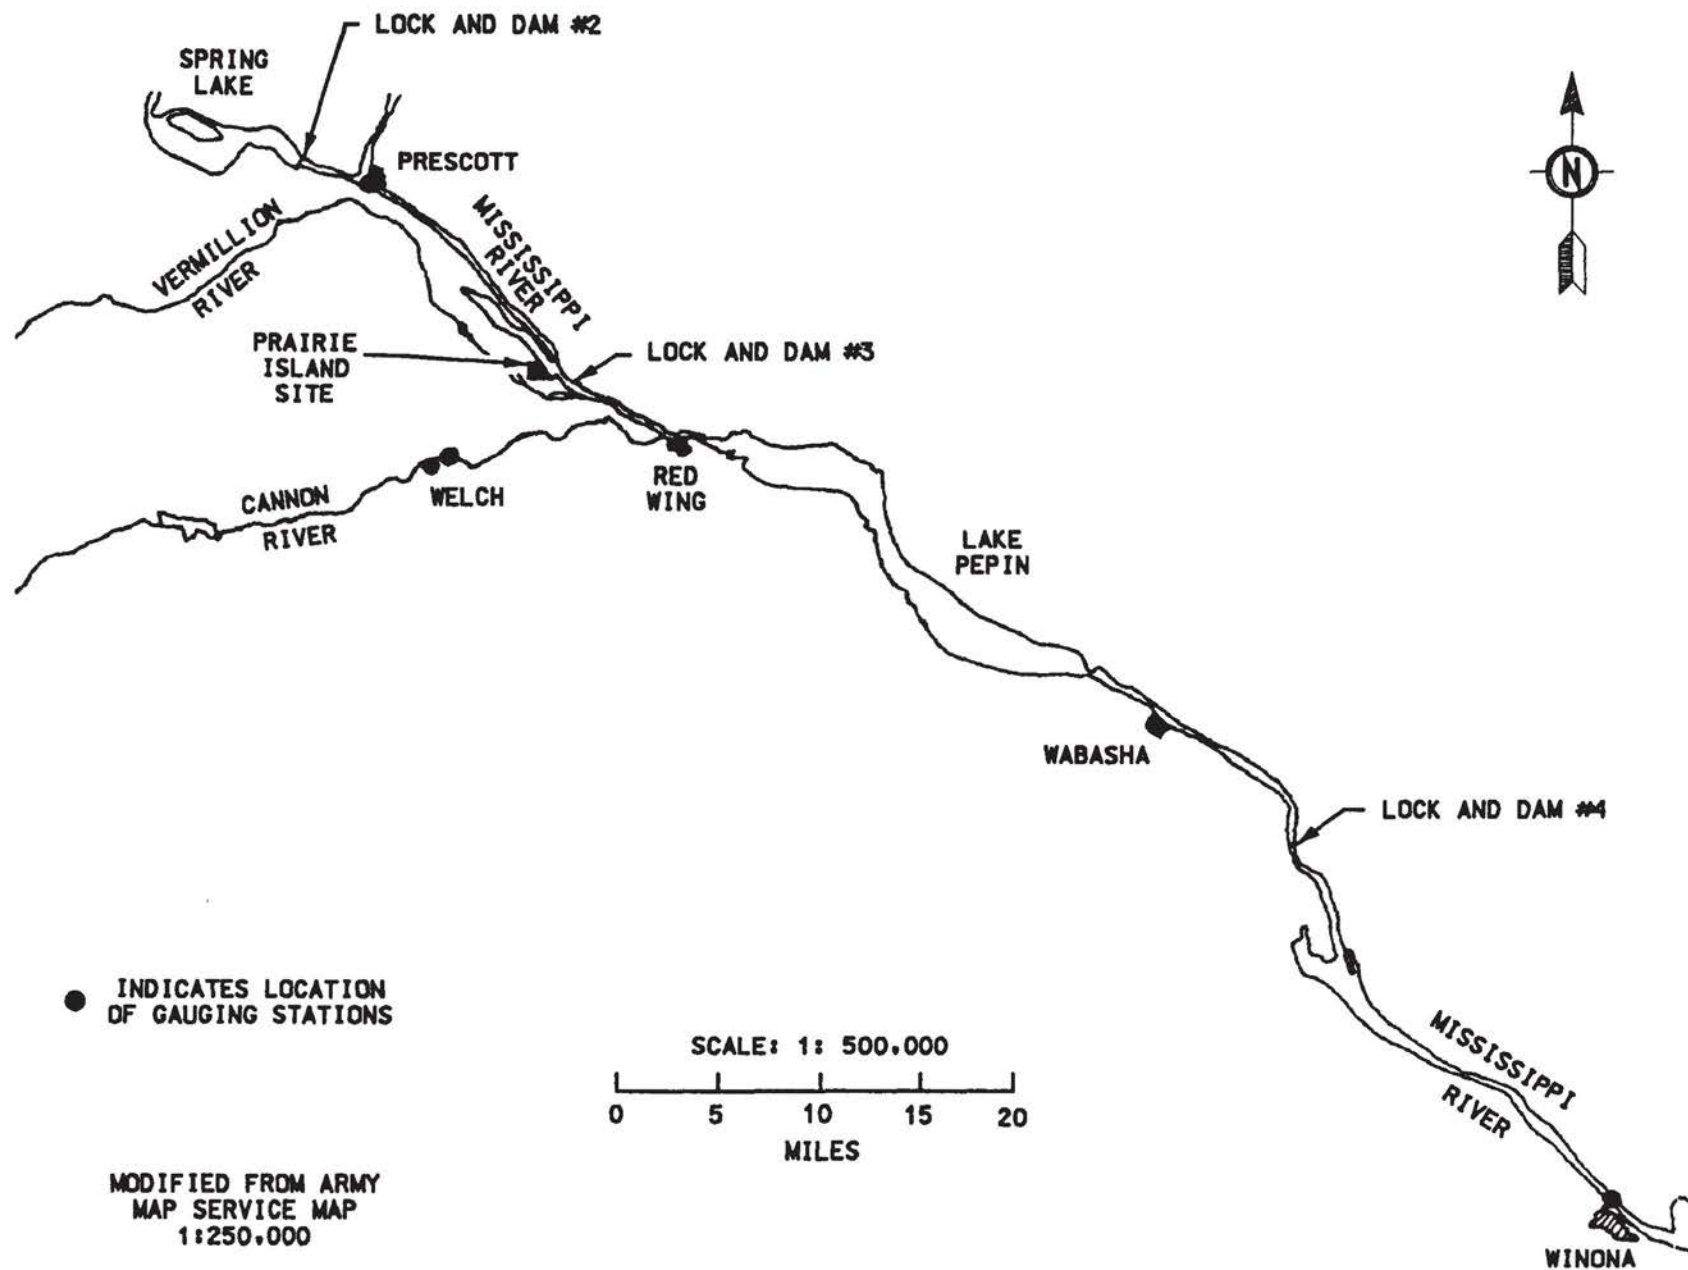 LOCK AND DAM #2
SPRING
LAKE
PRESCOTT
N
MISSISSIPPI
RIVER
VERMILLION
RIVER
PRAIRIE
ISLAND
SITE
LOCK AND DAM #3
RED
WING
WELCH
CANNON
RIVER
LAKE
PEPIN
WABASHA
LOCK AND DAM #4
INDICATES LOCATION
OF GAUGING STATIONS
SCALE: 1: 500,000
0 5 10 15 20
MILES
MISSISSIPPI
RIVER
MODIFIED FROM ARMY
MAP SERVICE MAP
1:250,000
WINONA